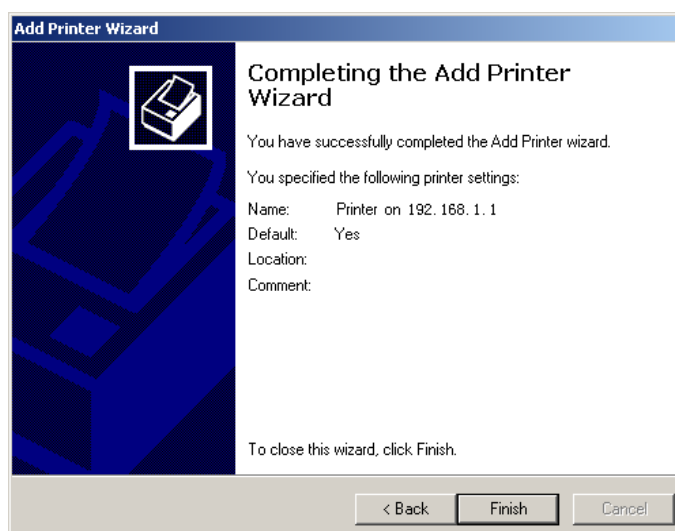 Add Printer Wizard
Completing the Add Printer
Wizard
You have successfully completed the Add Printer wizard.
You specified the following printer settings:
Name: Printer on 192.168.1.1
Default: Yes
Location:
Comment:
To close this wizard, click Finish.
< Back Finish Cancel